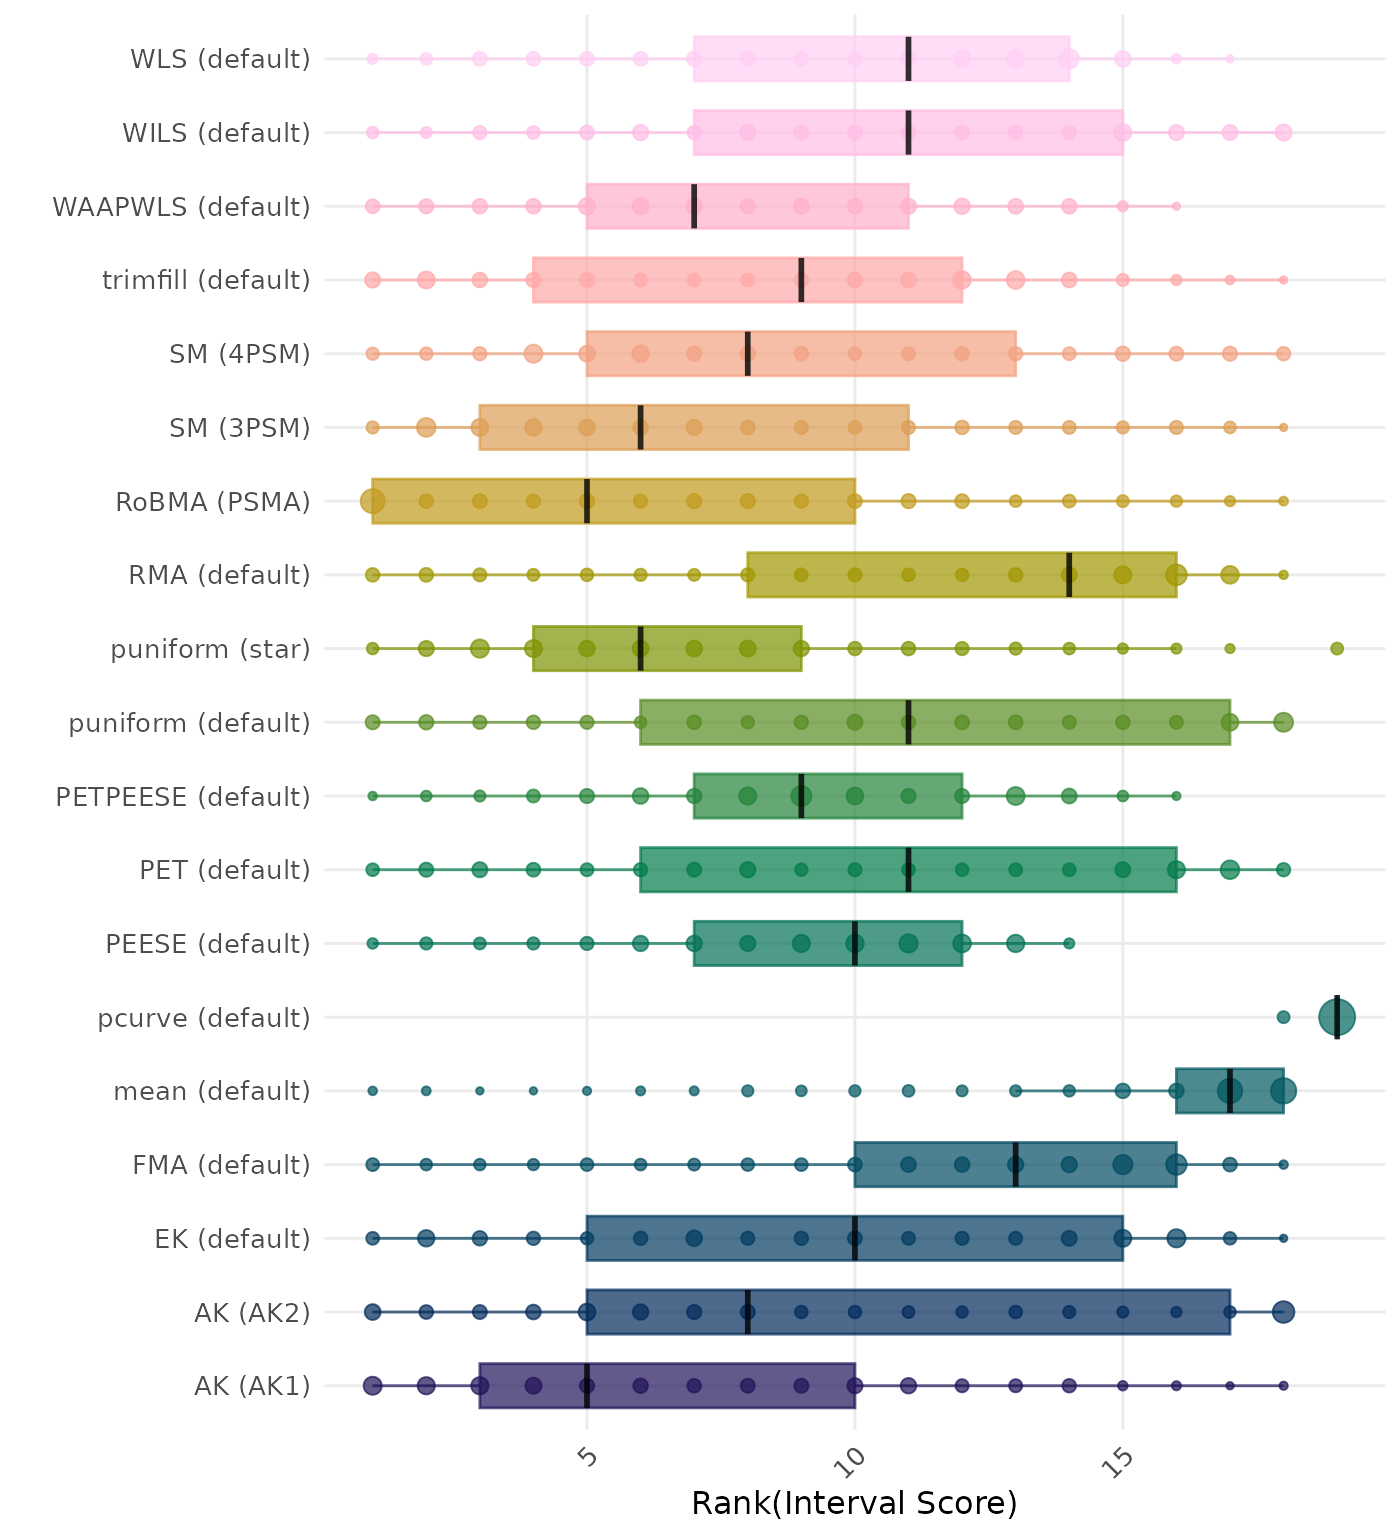 WLS (default)
WILS (default)
WAAPWLS (default)
trimfill (default)
SM (4PSM)
SM (3PSM)
RoBMA (PSMA)
RMA (default)
puniform (star)
puniform (default)
PETPEESE (default)
PET (default)
PEESE (default)
pcurve (default)
mean (default)
FMA (default)
EK (default)
AK (AK2)
AK (AK1)
5
10
15
Rank(Interval Score)